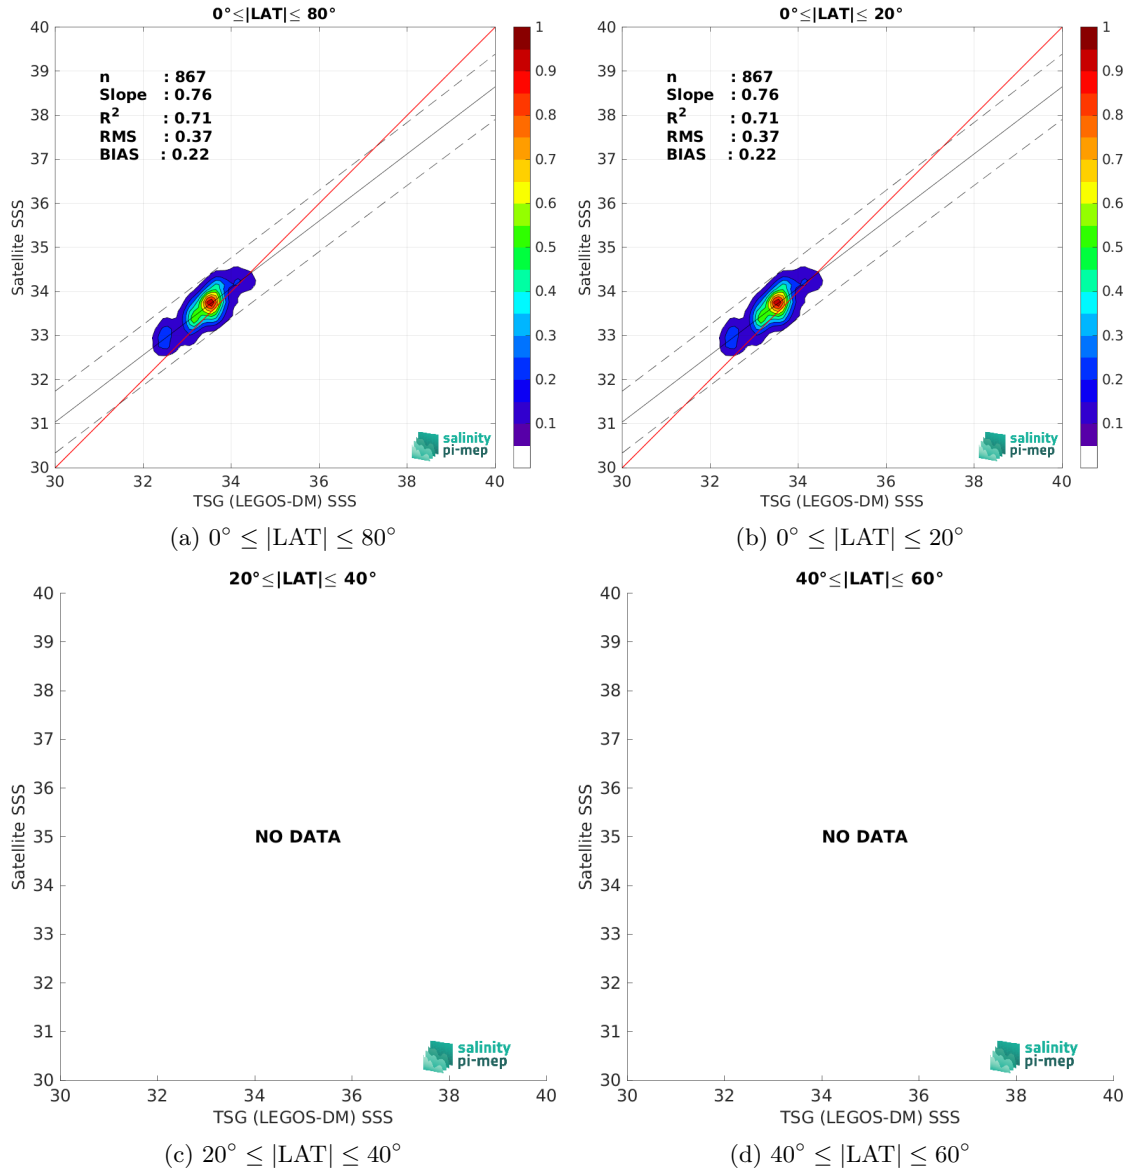 0°≤|LAT|≤ 80°
n : 867
Slope : 0.76
R² : 0.71
RMS : 0.37
BIAS : 0.22
40
39
38
37
36
35
34
33
32
31
30
Satellite SSS
30 32 34 36 38 40
TSG (LEGOS-DM) SSS
1
0.9
0.8
0.7
0.6
0.5
0.4
0.3
0.2
0.1
salinity
pi-mep
(a) 0° ≤ |LAT| ≤ 80°
0°≤|LAT|≤ 20°
n : 867
Slope : 0.76
R² : 0.71
RMS : 0.37
BIAS : 0.22
40
39
38
37
36
35
34
33
32
31
30
Satellite SSS
30 32 34 36 38 40
TSG (LEGOS-DM) SSS
1
0.9
0.8
0.7
0.6
0.5
0.4
0.3
0.2
0.1
salinity
pi-mep
(b) 0° ≤ |LAT| ≤ 20°
20°≤|LAT|≤ 40°
40
39
38
37
36
35
34
33
32
31
30
Satellite SSS
NO DATA
30 32 34 36 38 40
TSG (LEGOS-DM) SSS
salinity
pi-mep
(c) 20° ≤ |LAT| ≤ 40°
40°≤|LAT|≤ 60°
40
39
38
37
36
35
34
33
32
31
30
Satellite SSS
NO DATA
30 32 34 36 38 40
TSG (LEGOS-DM) SSS
salinity
pi-mep
(d) 40° ≤ |LAT| ≤ 60°